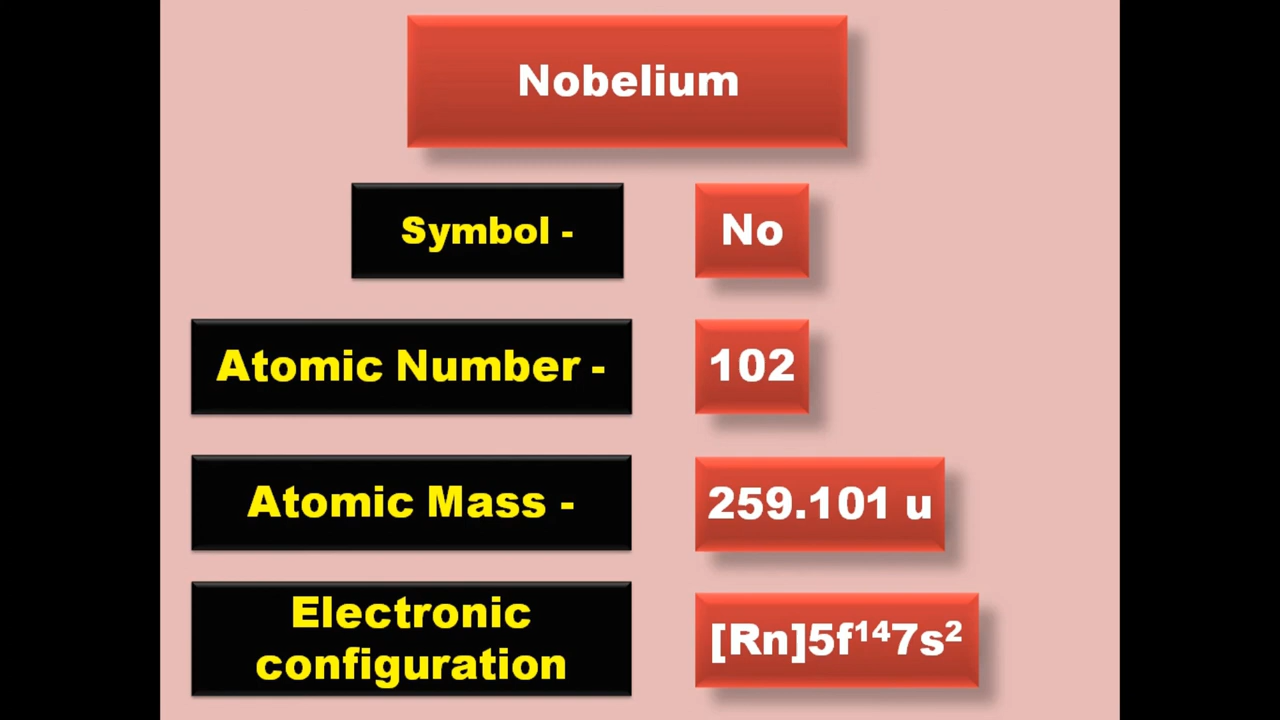 Nobelium
Symbol - No
Atomic Number - 102
Atomic Mass - 259.101 u
Electronic
configuration
[Rn]5f¹⁴7s²